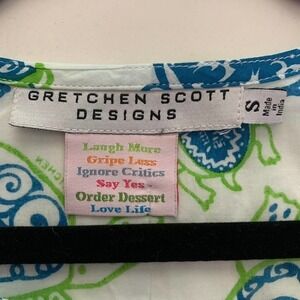 GRETCHEN SCOTT
DESIGNS
S
Made in
India
Laugh More
Gripe Less
Ignore Critics
Say Yes -
Order Dessert
Love Life